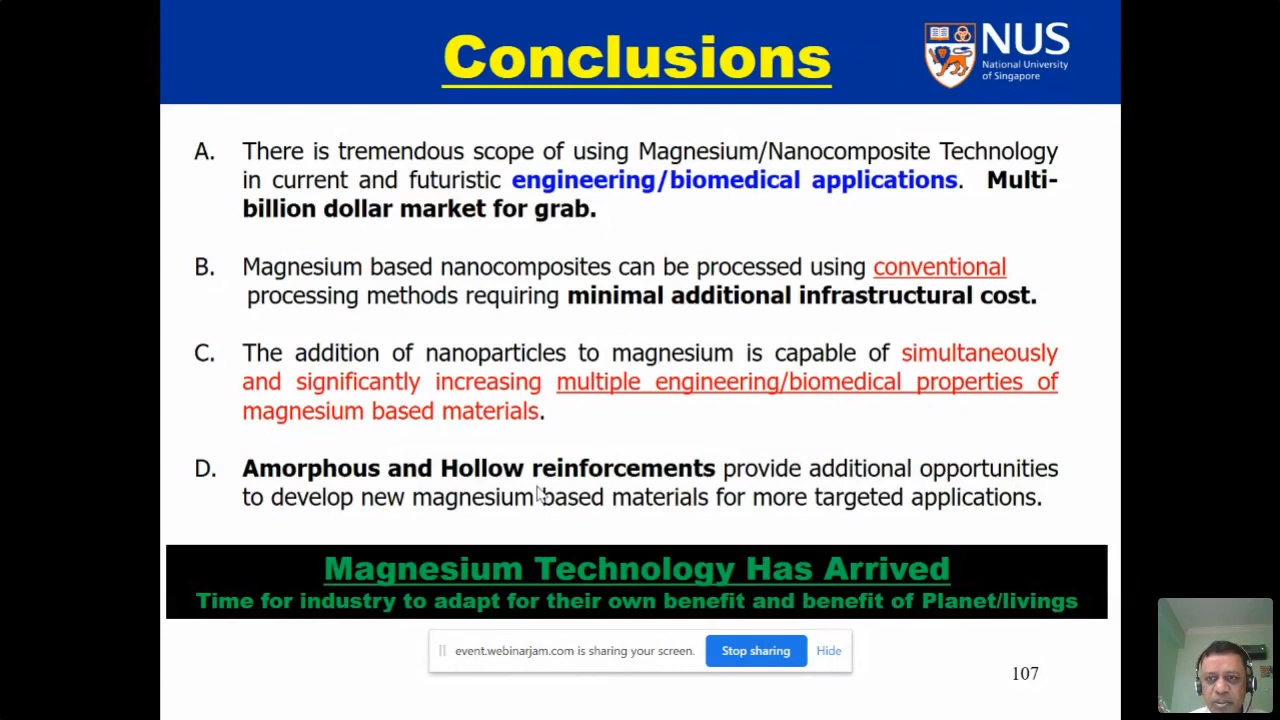 Conclusions
NUS
National University
of Singapore
A. There is tremendous scope of using Magnesium/Nanocomposite Technology
in current and futuristic engineering/biomedical applications. Multi-
billion dollar market for grab.
B. Magnesium based nanocomposites can be processed using conventional
processing methods requiring minimal additional infrastructural cost.
C. The addition of nanoparticles to magnesium is capable of simultaneously
and significantly increasing multiple engineering/biomedical properties of
magnesium based materials.
D. Amorphous and Hollow reinforcements provide additional opportunities
to develop new magnesium based materials for more targeted applications.
Magnesium Technology Has Arrived
Time for industry to adapt for their own benefit and benefit of Planet/livings
event.webinarjam.com is sharing your screen. Stop sharing Hide
107